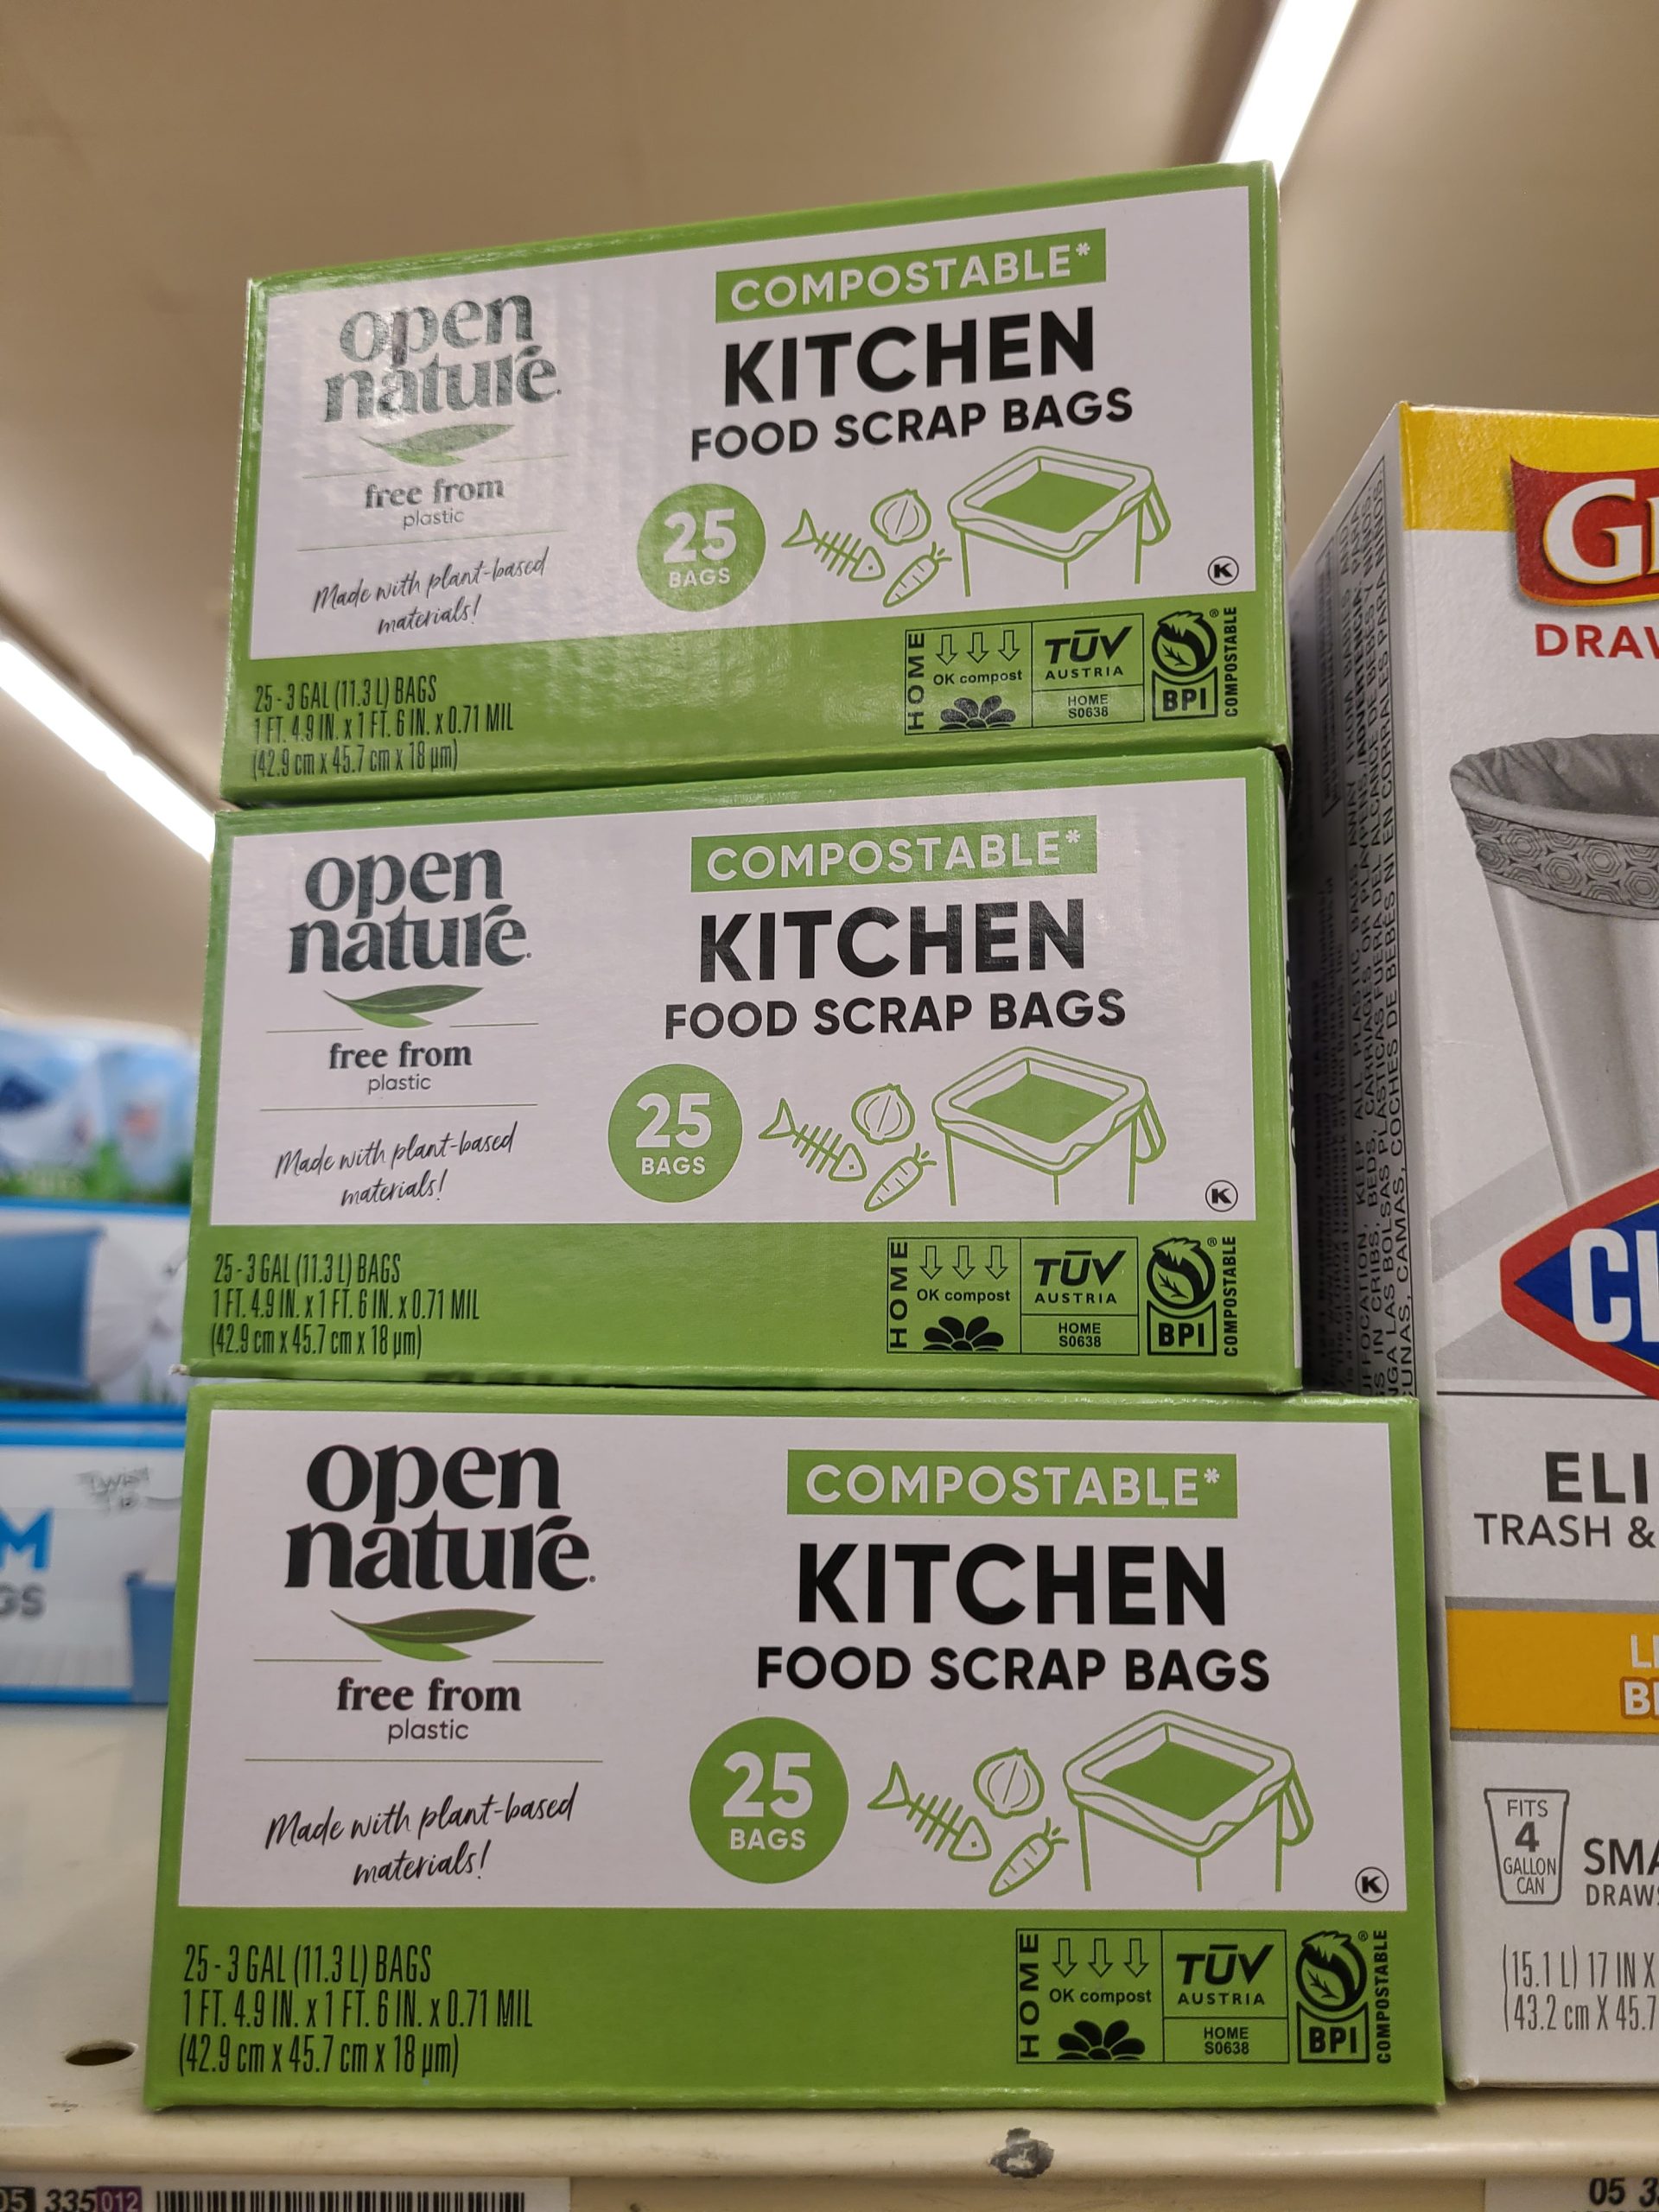 open
nature.
free from
plastic
Made with plant-based
materials!
COMPOSTABLE*
KITCHEN
FOOD SCRAP BAGS
25
BAGS
K
25 - 3 GAL (11.3 L) BAGS
1 FT. 4.9 IN. x 1 FT. 6 IN. x 0.71 MIL
(42.9 cm x 45.7 cm x 18 µm)
HOME
OK compost
TÜV
AUSTRIA
HOME
S0638
BPI
®
COMPOSTABLE
open
nature.
free from
plastic
Made with plant-based
materials!
COMPOSTABLE*
KITCHEN
FOOD SCRAP BAGS
25
BAGS
K
25 - 3 GAL (11.3 L) BAGS
1 FT. 4.9 IN. x 1 FT. 6 IN. x 0.71 MIL
(42.9 cm x 45.7 cm x 18 µm)
HOME
OK compost
TÜV
AUSTRIA
HOME
S0638
BPI
®
COMPOSTABLE
open
nature.
free from
plastic
Made with plant-based
materials!
COMPOSTABLE*
KITCHEN
FOOD SCRAP BAGS
25
BAGS
K
25 - 3 GAL (11.3 L) BAGS
1 FT. 4.9 IN. x 1 FT. 6 IN. x 0.71 MIL
(42.9 cm x 45.7 cm x 18 µm)
HOME
OK compost
TÜV
AUSTRIA
HOME
S0638
BPI
®
COMPOSTABLE
TRASH &
FITS
4
GALLON
CAN
(15.1 L) 17 IN X
(43.2 cm X 45.7
05 335 012
05 3